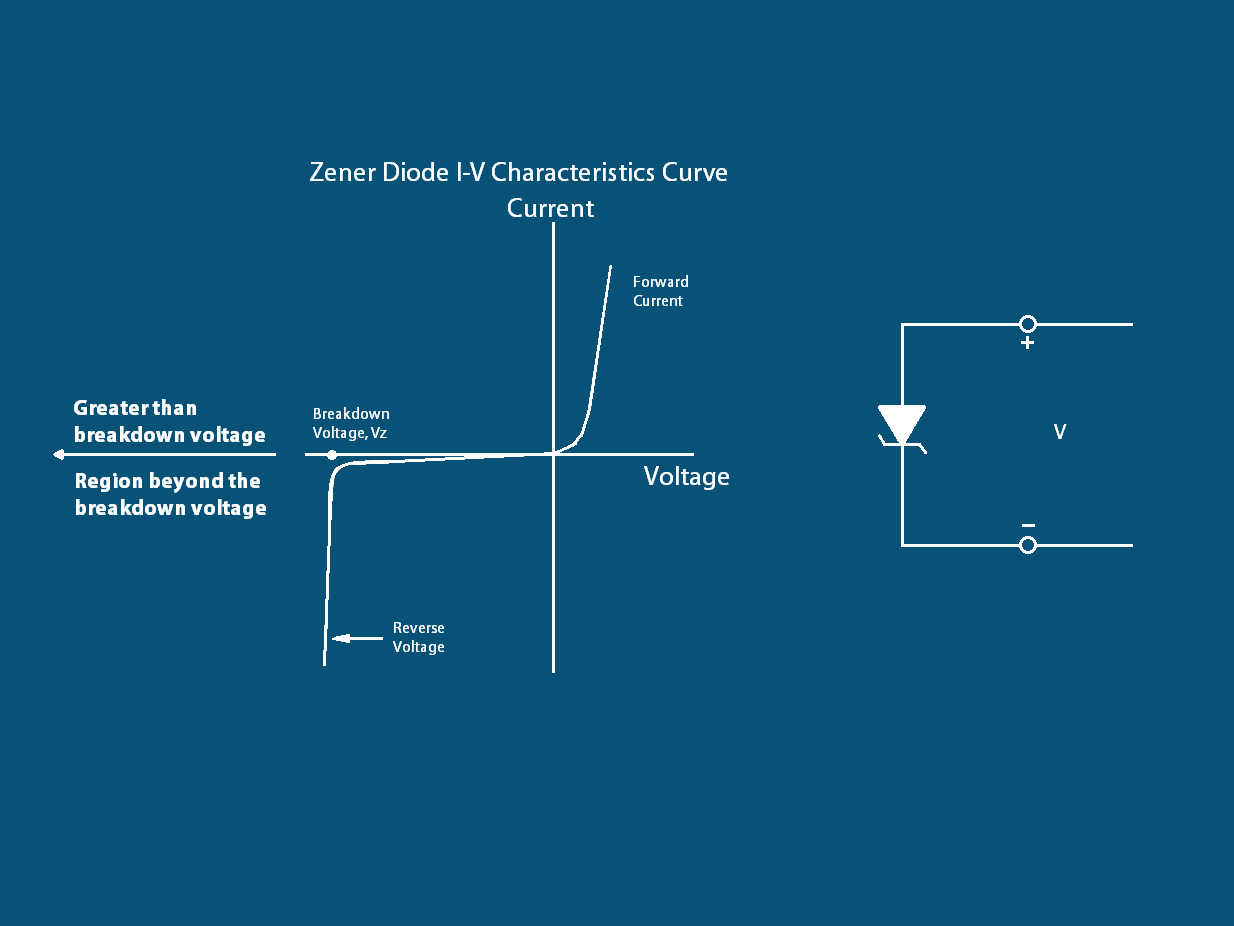 Zener Diode I-V Characteristics Curve
Current
Forward
Current
Greater than
breakdown voltage
Region beyond the
breakdown voltage
Breakdown
Voltage, Vz
Voltage
Reverse
Voltage
+
V
–